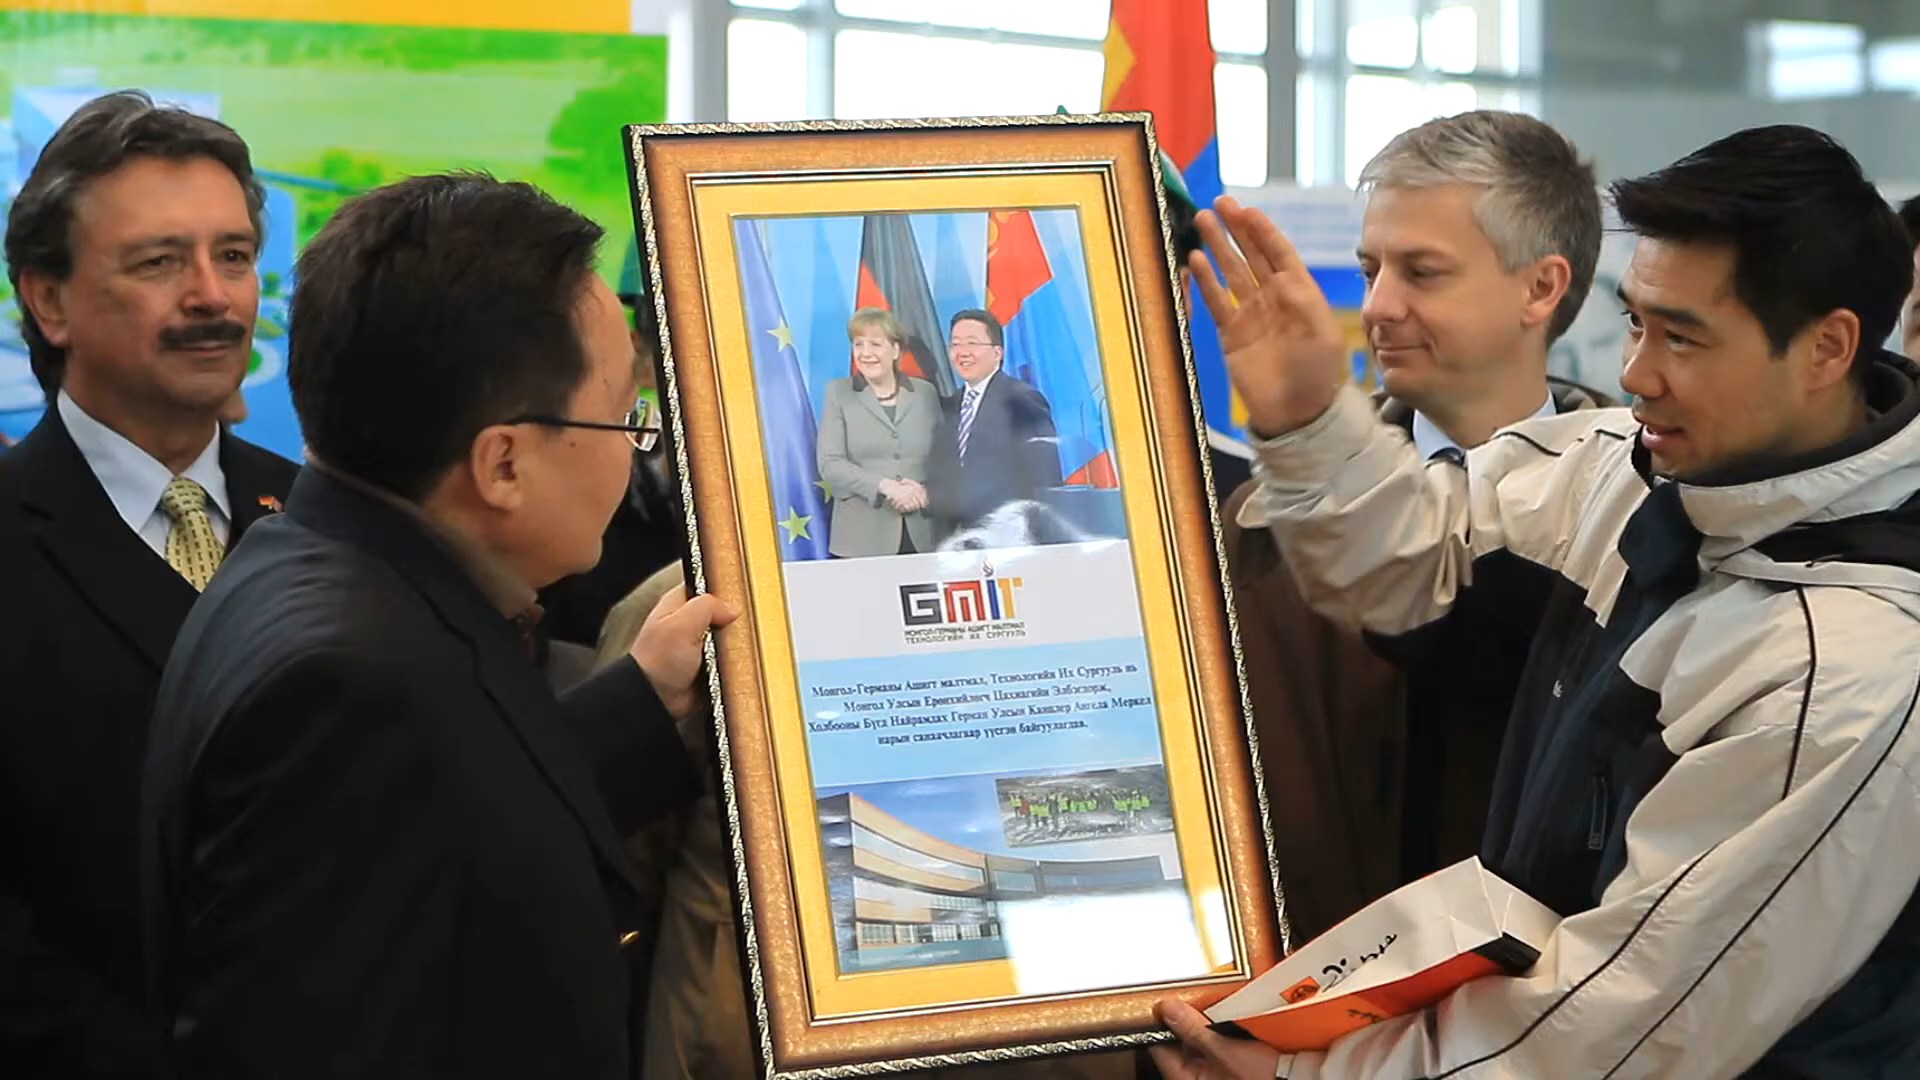 GMIT
МОНГОЛ-ГЕРМАНЫ АШИГТ МАЛТМАЛ
ТЕХНОЛОГИЙН ИХ СУРГУУЛЬ
Монгол-Германы Ашигт малтмал, Технологийн Их Сургууль нь
Монгол Улсын Ерөнхийлөгч Цахиагийн Элбэгдорж,
Холбооны Бүгд Найрамдах Герман Улсын Канцлер Ангела Меркел
нарын санаачлагаар үүсгэн байгуулагдав.